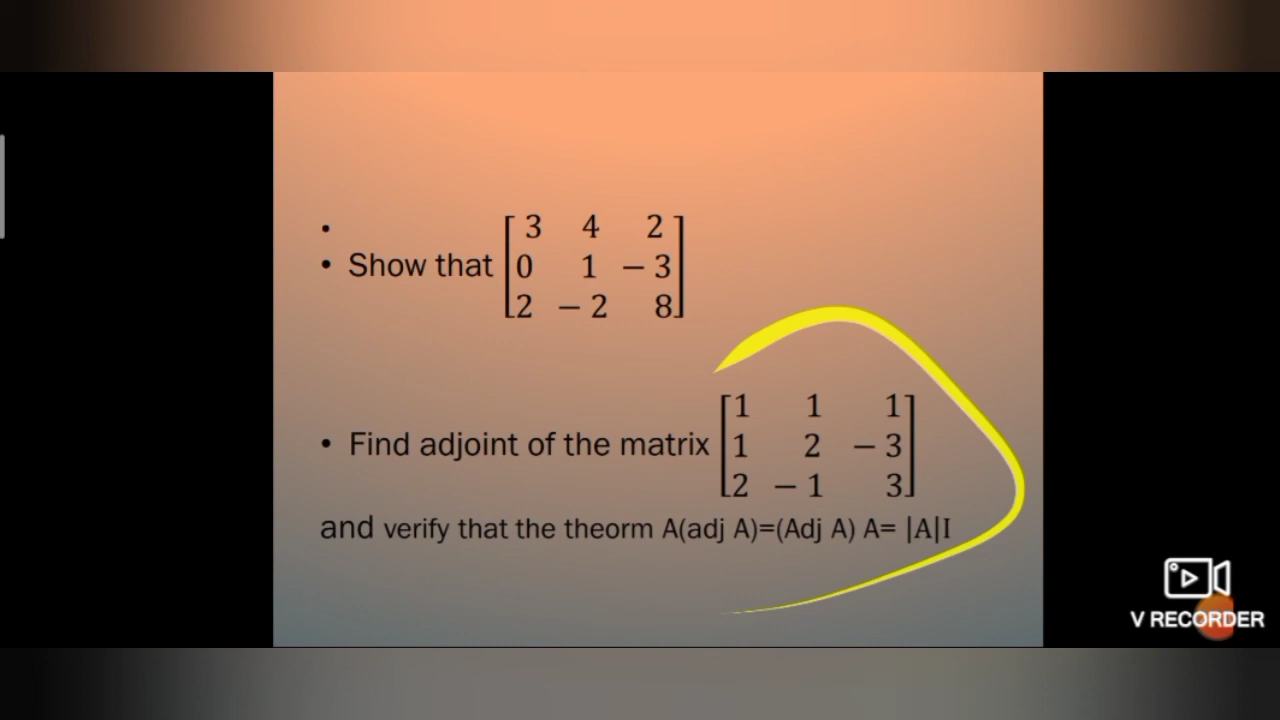 •
• Show that [ 3 4 2
0 1 − 3
2 − 2 8 ]
• Find adjoint of the matrix [ 1 1 1
1 2 − 3
2 − 1 3 ]
and verify that the theorm A(adj A)=(Adj A) A= |A|I
V RECORDER